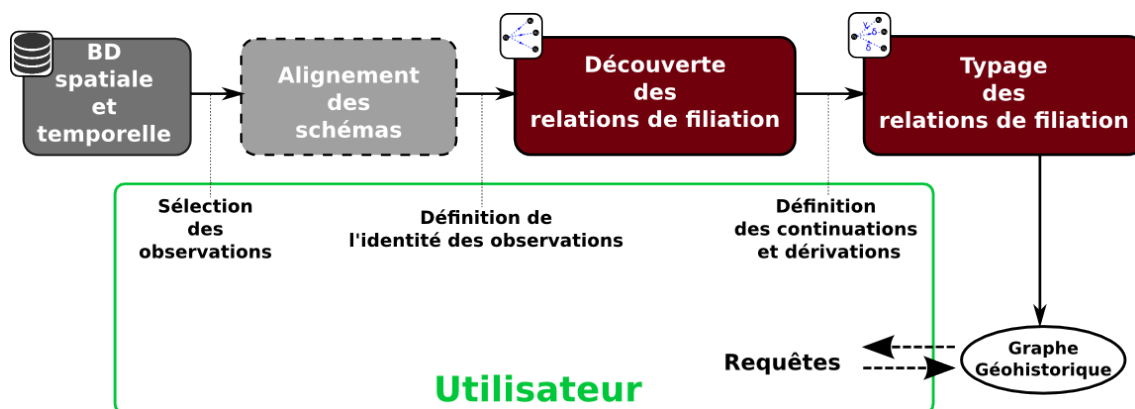 BD
spatiale
et
temporelle
Alignement
des
schémas
Découverte
des
relations de filiation
γ
δ
δ
Typage
des
relations de filiation
Sélection
des
observations
Définition de
l'identité des observations
Définition
des continuations
et dérivations
Requêtes
Graphe
Géohistorique
Utilisateur